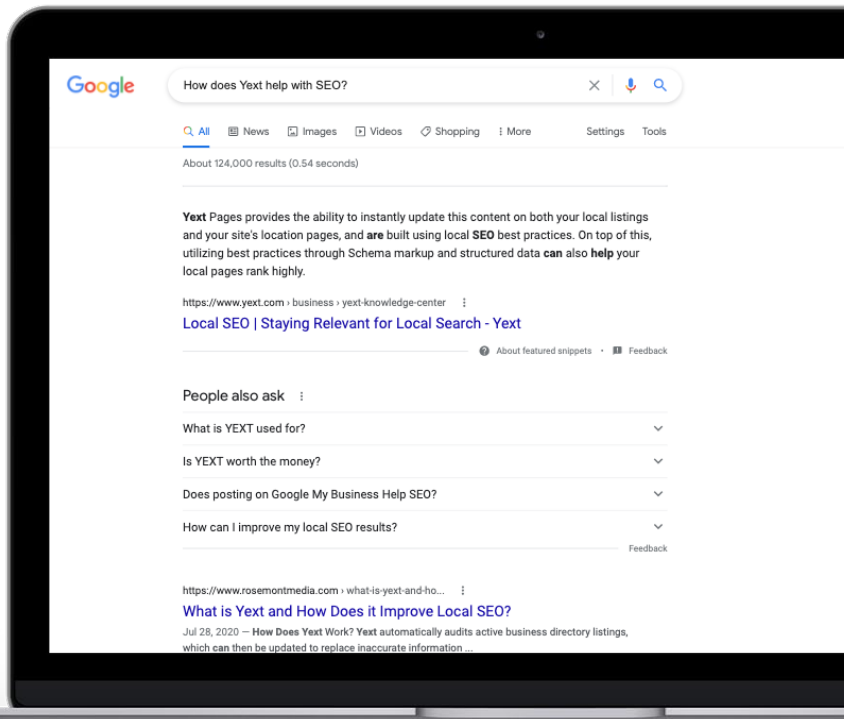 Google
How does Yext help with SEO?
All News Images Videos Shopping More Settings Tools
About 124,000 results (0.54 seconds)
Yext Pages provides the ability to instantly update this content on both your local listings
and your site's location pages, and are built using local SEO best practices. On top of this,
utilizing best practices through Schema markup and structured data can also help your
local pages rank highly.
https://www.yext.com › business › yext-knowledge-center
Local SEO | Staying Relevant for Local Search - Yext
About featured snippets • Feedback
People also ask
What is YEXT used for?
Is YEXT worth the money?
Does posting on Google My Business Help SEO?
How can I improve my local SEO results?
Feedback
https://www.rosemontmedia.com › what-is-yext-and-ho...
What is Yext and How Does it Improve Local SEO?
Jul 28, 2020 — How Does Yext Work? Yext automatically audits active business directory listings,
which can then be updated to replace inaccurate information ...